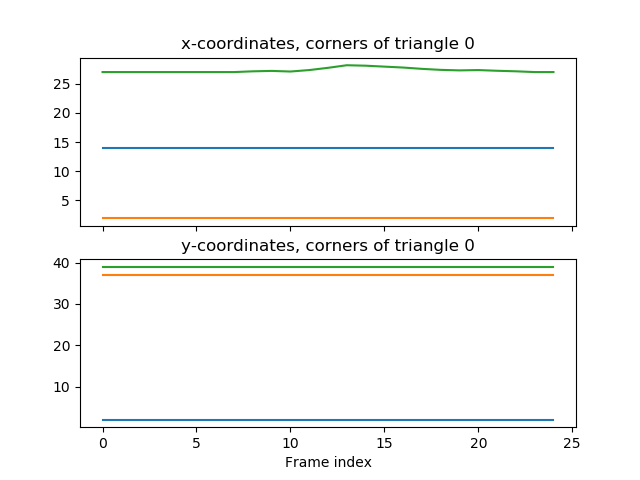 x-coordinates, corners of triangle 0
25
20
15
10
5
y-coordinates, corners of triangle 0
40
30
20
10
0 5 10 15 20 25
Frame index